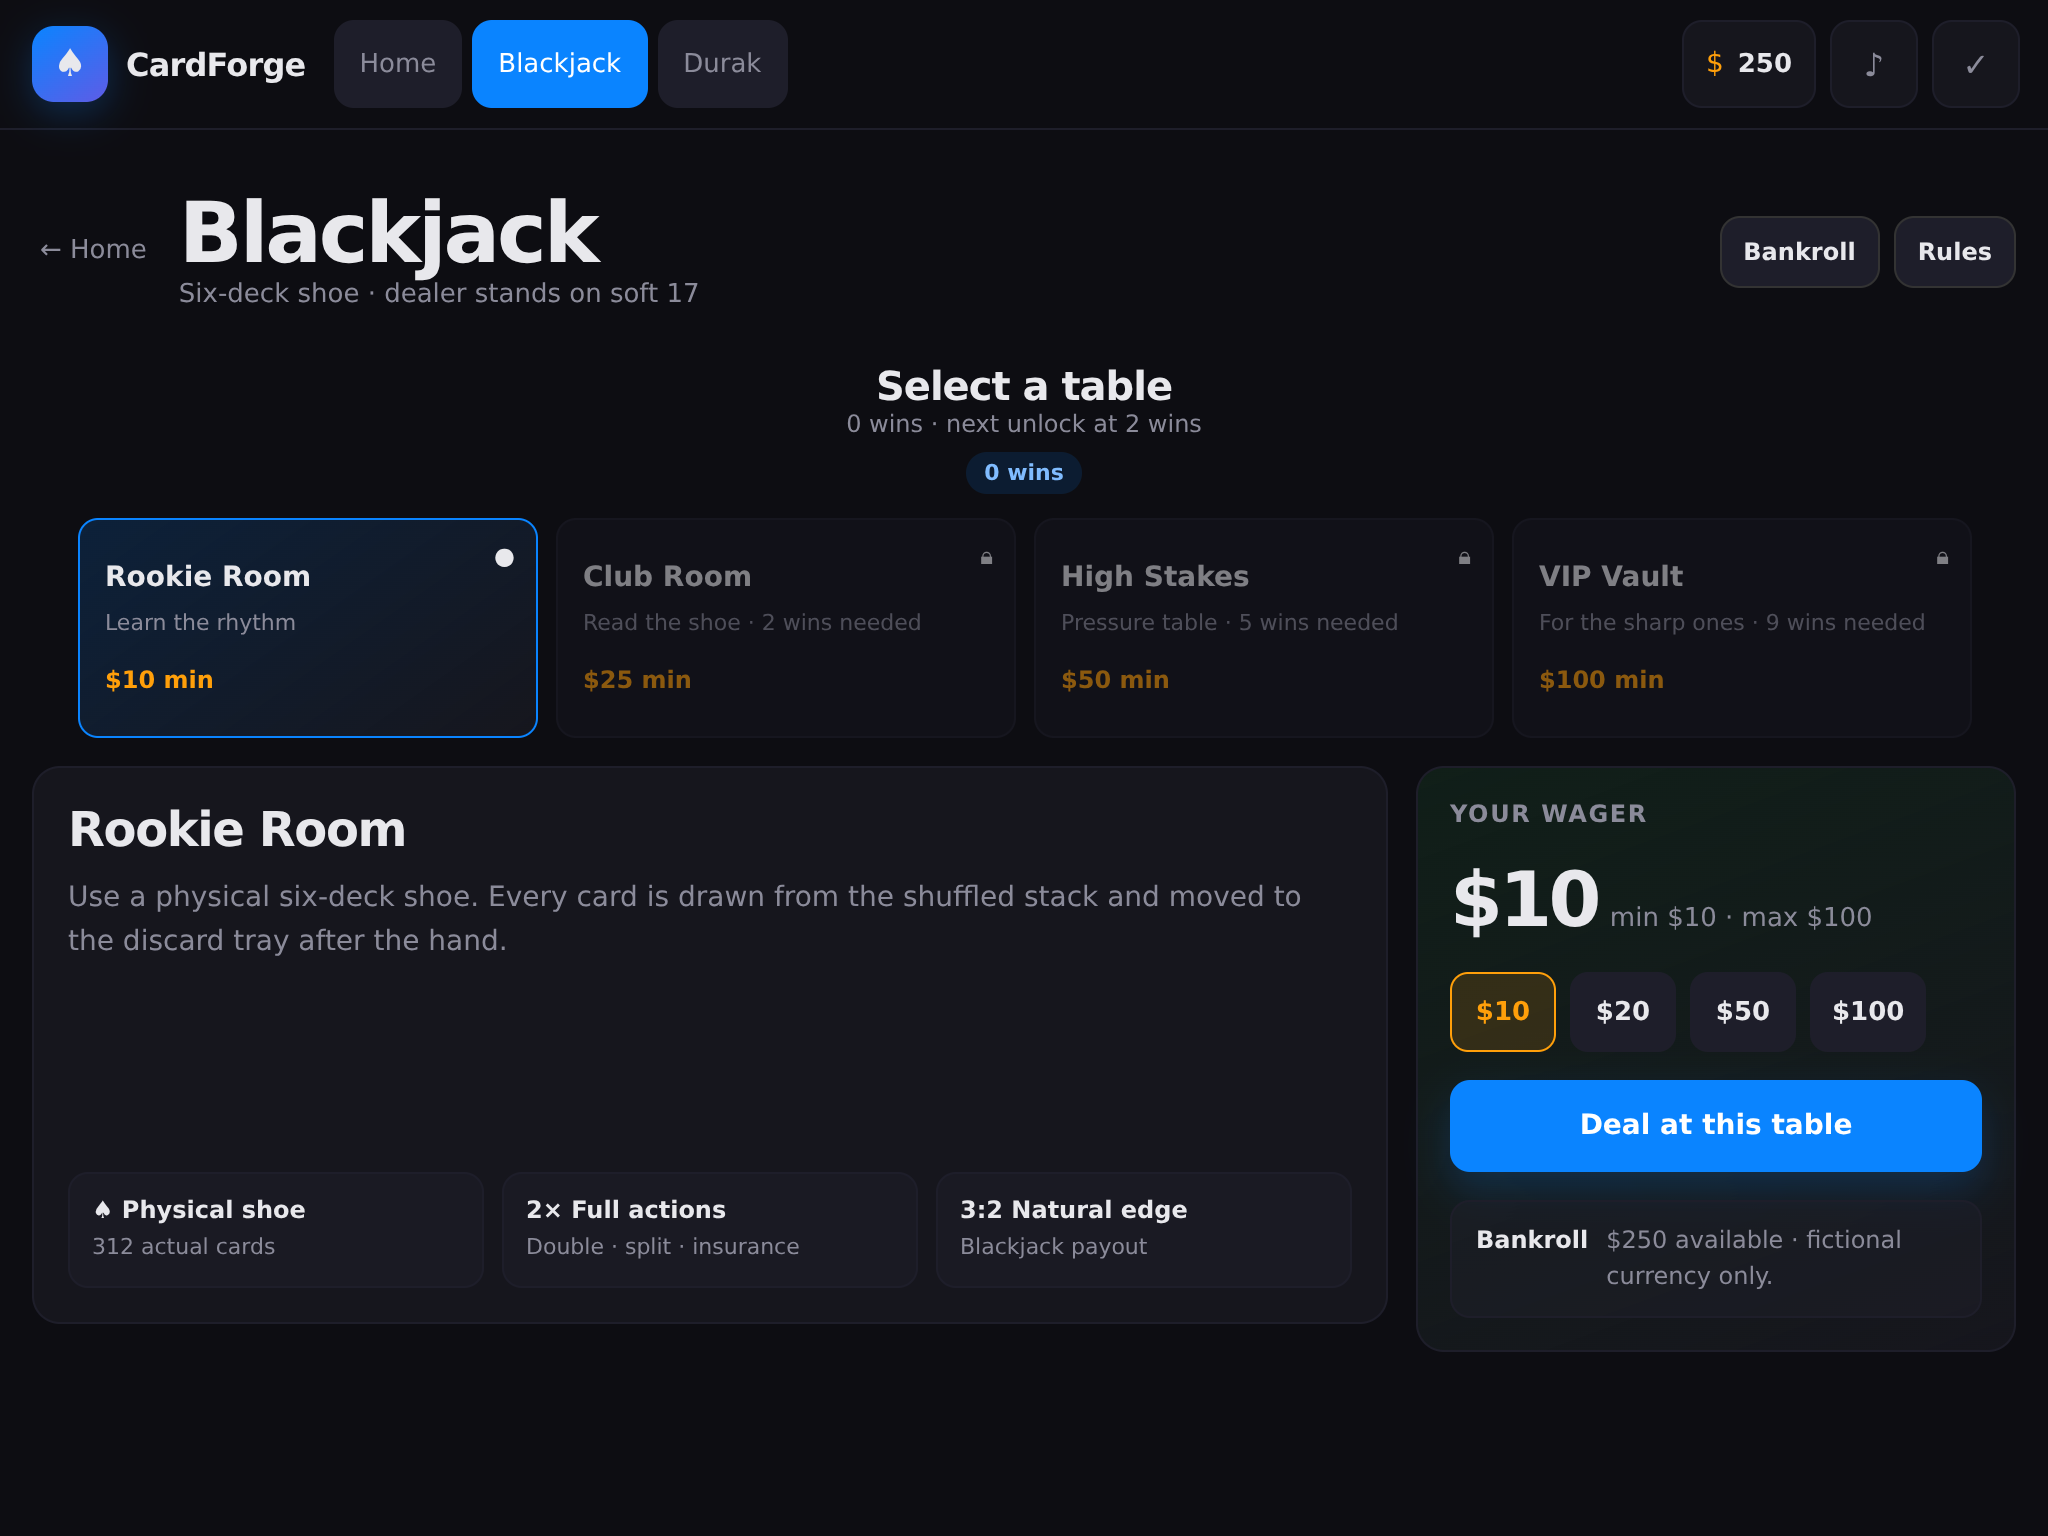 ♠ CardForge Home Blackjack Durak $ 250 ♪ ✓
← Home
Blackjack
Six-deck shoe · dealer stands on soft 17
Bankroll Rules
Select a table
0 wins · next unlock at 2 wins
0 wins
Rookie Room
Learn the rhythm
$10 min
Club Room
Read the shoe · 2 wins needed
$25 min
High Stakes
Pressure table · 5 wins needed
$50 min
VIP Vault
For the sharp ones · 9 wins needed
$100 min
Rookie Room
Use a physical six-deck shoe. Every card is drawn from the shuffled stack and moved to
the discard tray after the hand.
♠ Physical shoe
312 actual cards
2× Full actions
Double · split · insurance
3:2 Natural edge
Blackjack payout
YOUR WAGER
$10 min $10 · max $100
$10 $20 $50 $100
Deal at this table
Bankroll $250 available · fictional
currency only.